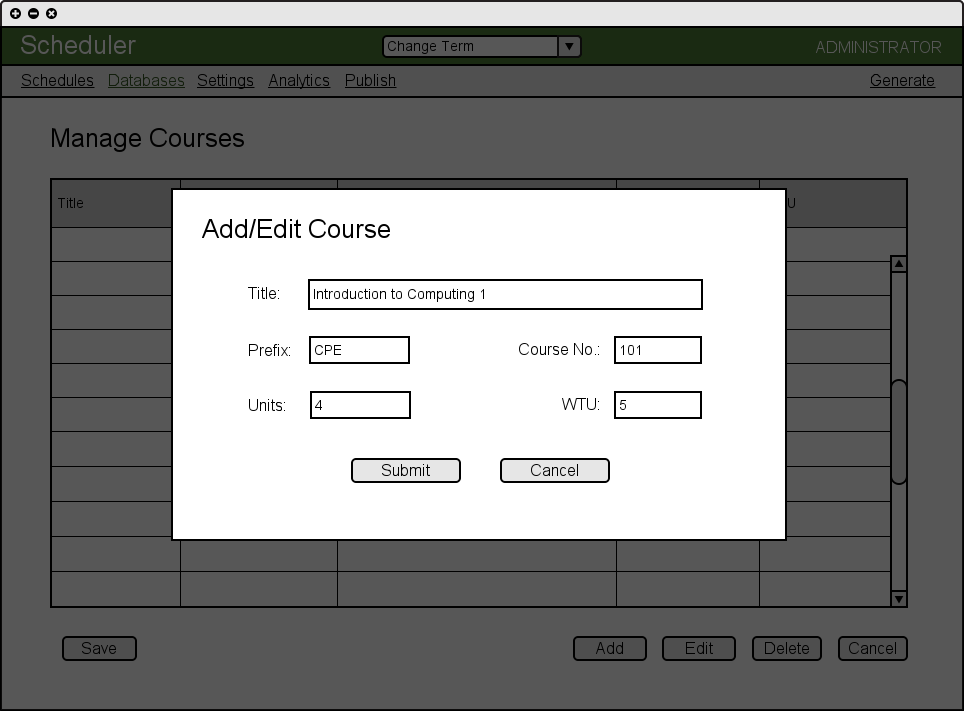 Scheduler Change Term ADMINISTRATOR
Schedules Databases Settings Analytics Publish Generate
Manage Courses
Title U
Add/Edit Course
Title: Introduction to Computing 1
Prefix: CPE Course No.: 101
Units: 4 WTU: 5
Submit Cancel
Save Add Edit Delete Cancel